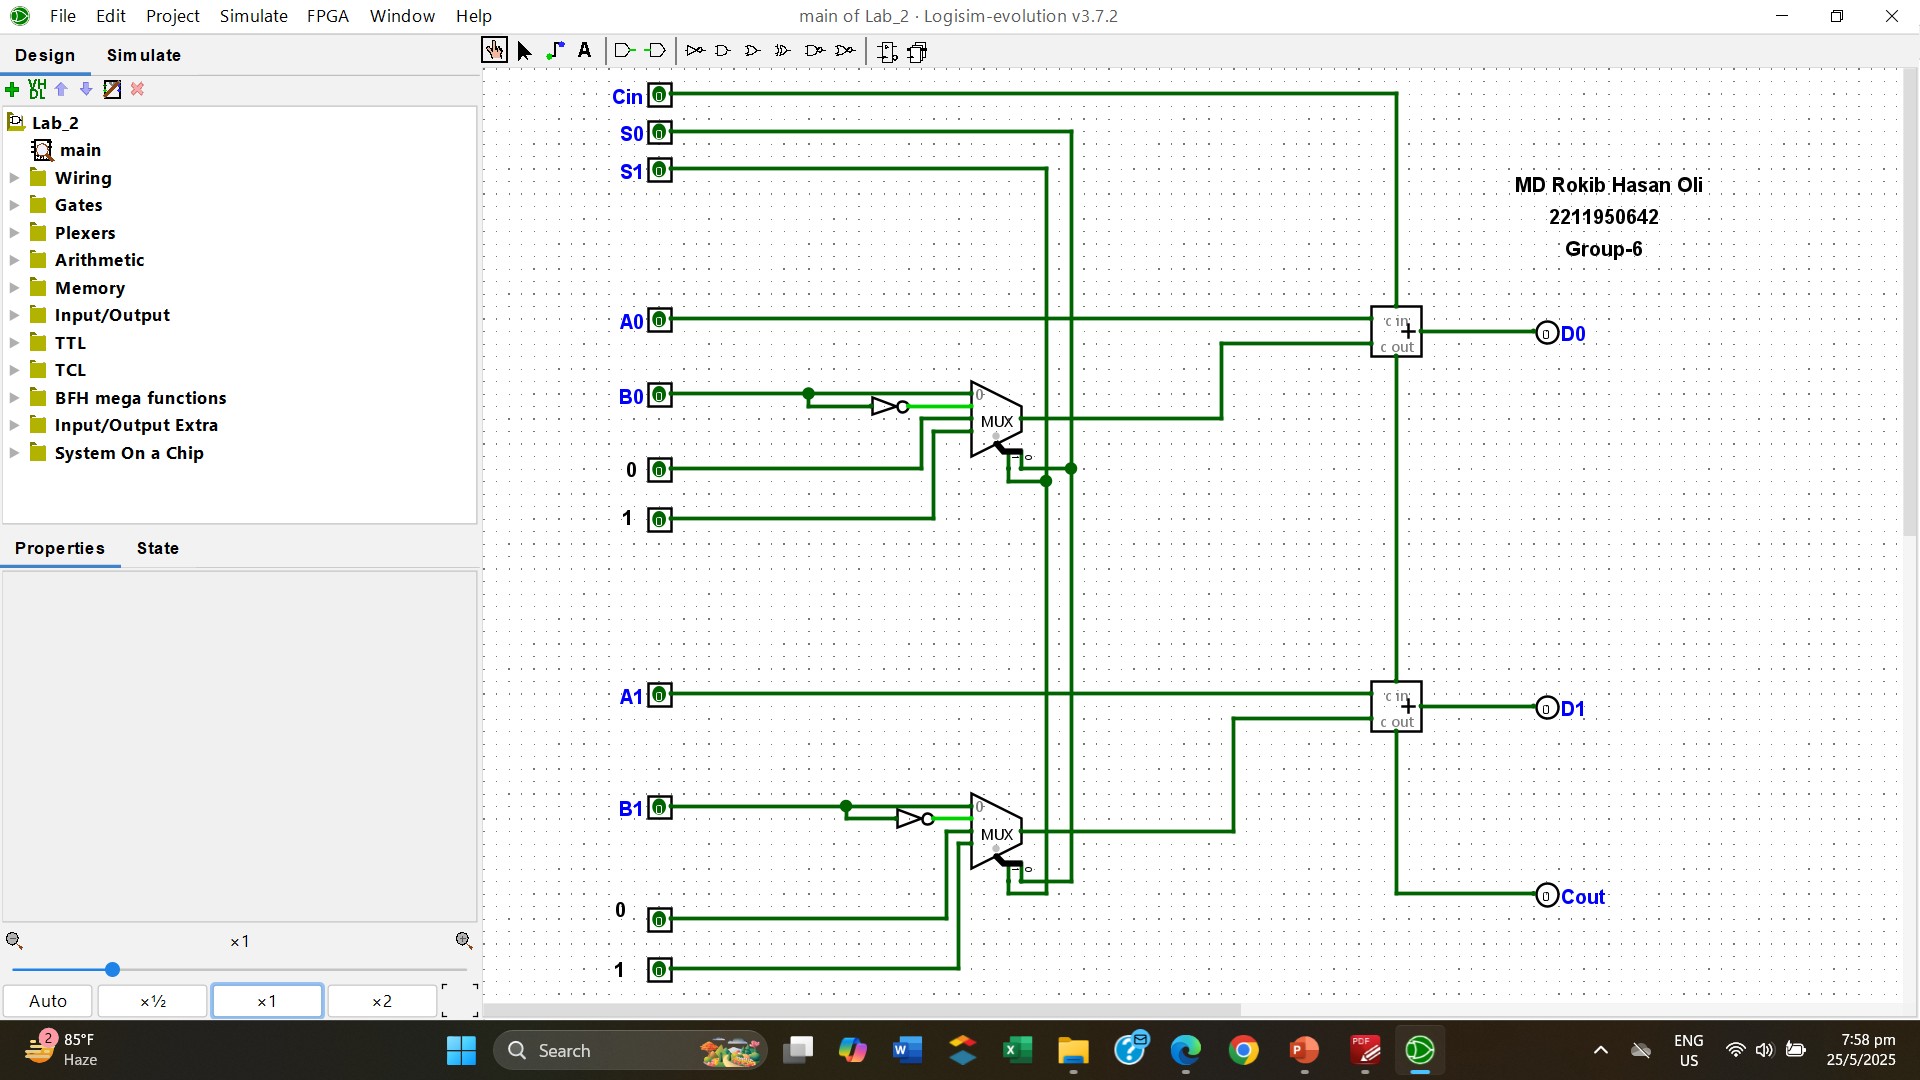 File Edit Project Simulate FPGA Window Help
main of Lab_2 · Logisim-evolution v3.7.2
Design Simulate
A
VH
DL
Lab_2
main
Wiring
Gates
Plexers
Arithmetic
Memory
Input/Output
TTL
TCL
BFH mega functions
Input/Output Extra
System On a Chip
Properties State
×1
Auto ×½ ×1 ×2
Cin 0
S0 0
S1 0
MD Rokib Hasan Oli
2211950642
Group-6
A0 0
c in
+
c out
0 D0
B0 0
0
MUX
0
0 0
1 0
A1 0
c in
+
c out
0 D1
B1 0
0
MUX
0
0 0
0 Cout
1 0
2
85°F
Haze
Search
W
X
?
P
PDF
ENG
US
7:58 pm
25/5/2025